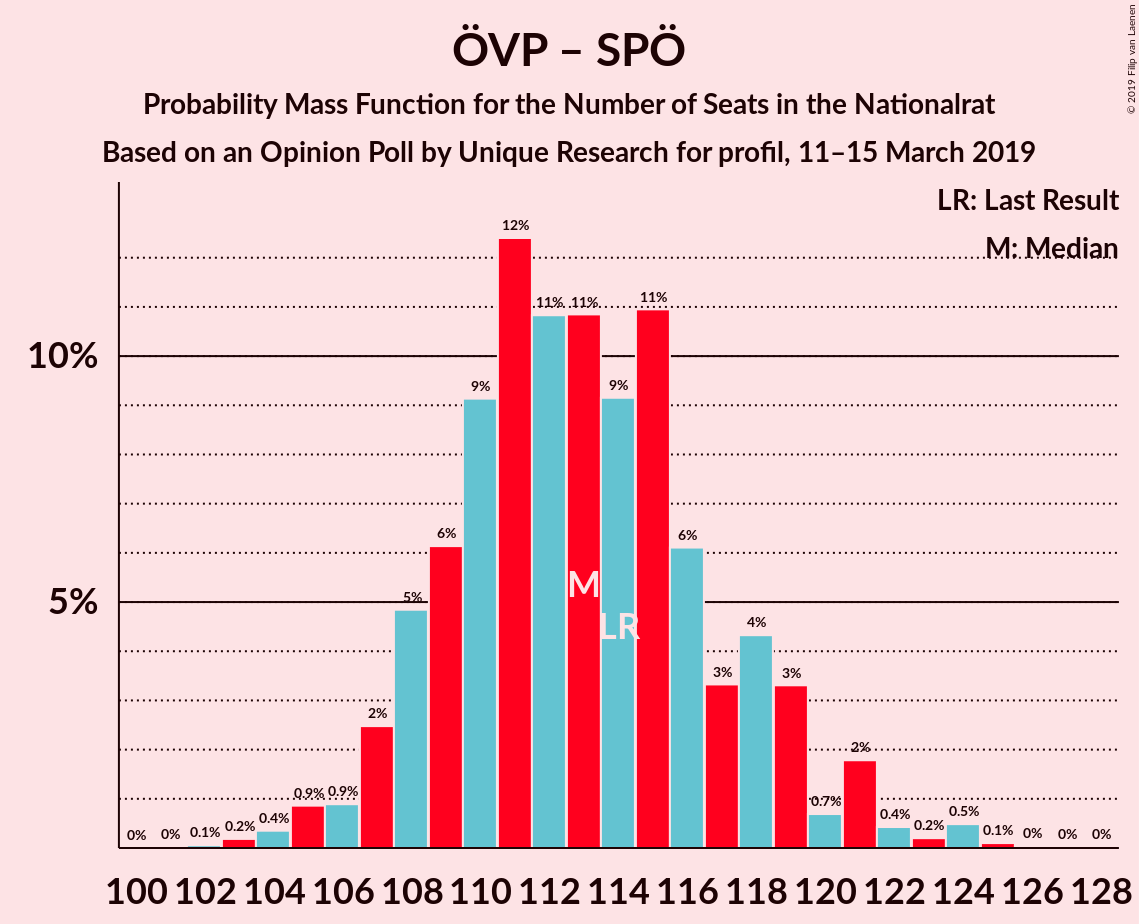 ÖVP – SPÖ
Probability Mass Function for the Number of Seats in the Nationalrat
Based on an Opinion Poll by Unique Research for profil, 11–15 March 2019
© 2019 Filip van Laenen
LR: Last Result
M: Median
10%
5%
0% 0% 0.1% 0.2% 0.4% 0.9% 0.9% 2% 5% 6% 9% 12% 11% 11% 9% 11% 6% 3% 4% 3% 0.7% 2% 0.4% 0.2% 0.5% 0.1% 0% 0% 0%
M
LR
100 102 104 106 108 110 112 114 116 118 120 122 124 126 128